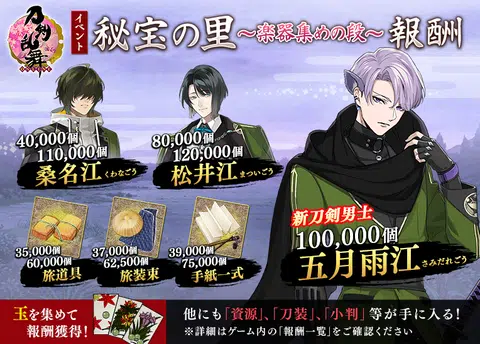 刀剣乱舞
イベント
秘宝の里
～楽器集めの段～
報酬
40,000個
110,000個
桑名江
くわなごう
80,000個
120,000個
松井江
まついごう
35,000個
60,000個
旅道具
37,000個
62,500個
旅装束
39,000個
75,000個
手紙一式
新刀剣男士
100,000個
五月雨江
さみだれごう
玉を集めて
報酬獲得！
他にも「資源」、「刀装」、「小判」 等が手に入る！
※詳細はゲーム内の「報酬一覧」をご確認ください